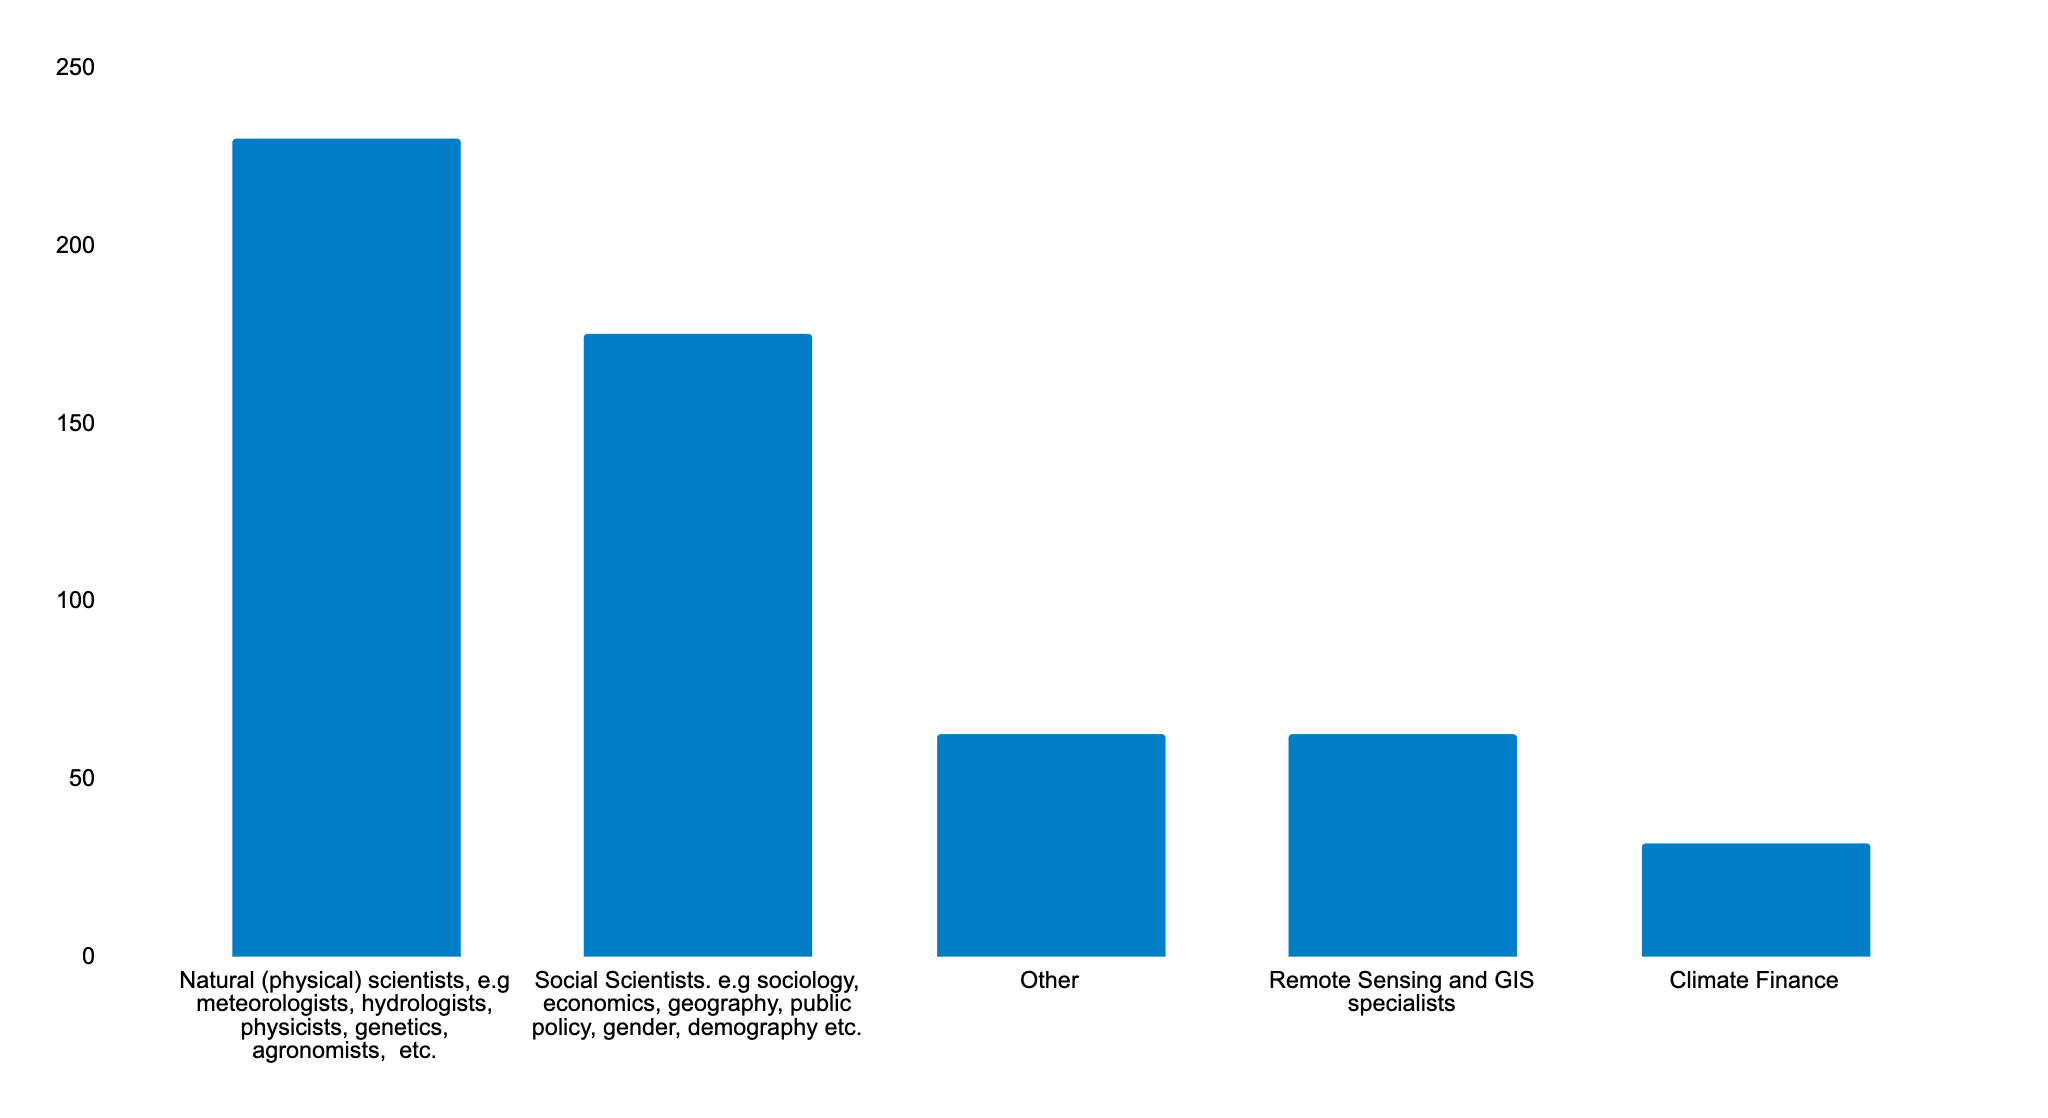 250
200
150
100
50
0
Natural (physical) scientists, e.g
meteorologists, hydrologists,
physicists, genetics,
agronomists,  etc.
Social Scientists. e.g sociology,
economics, geography, public
policy, gender, demography etc.
Other
Remote Sensing and GIS
specialists
Climate Finance